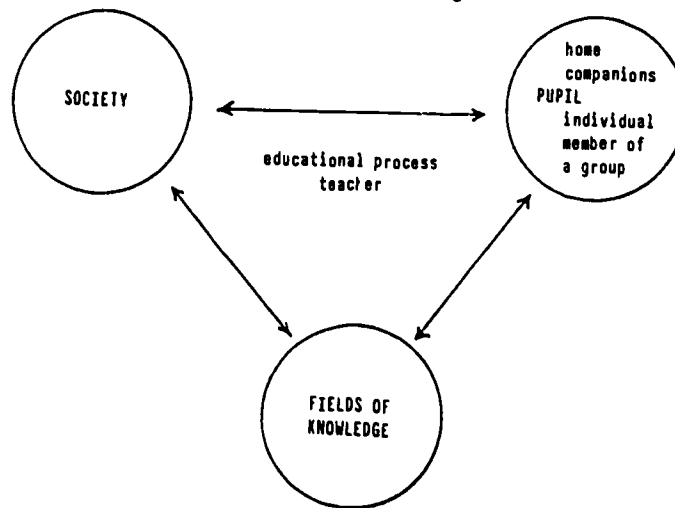 SOCIETY
home
companions
PUPIL
individual
member of
a group
educational process
teacher
FIELDS OF
KNOWLEDGE